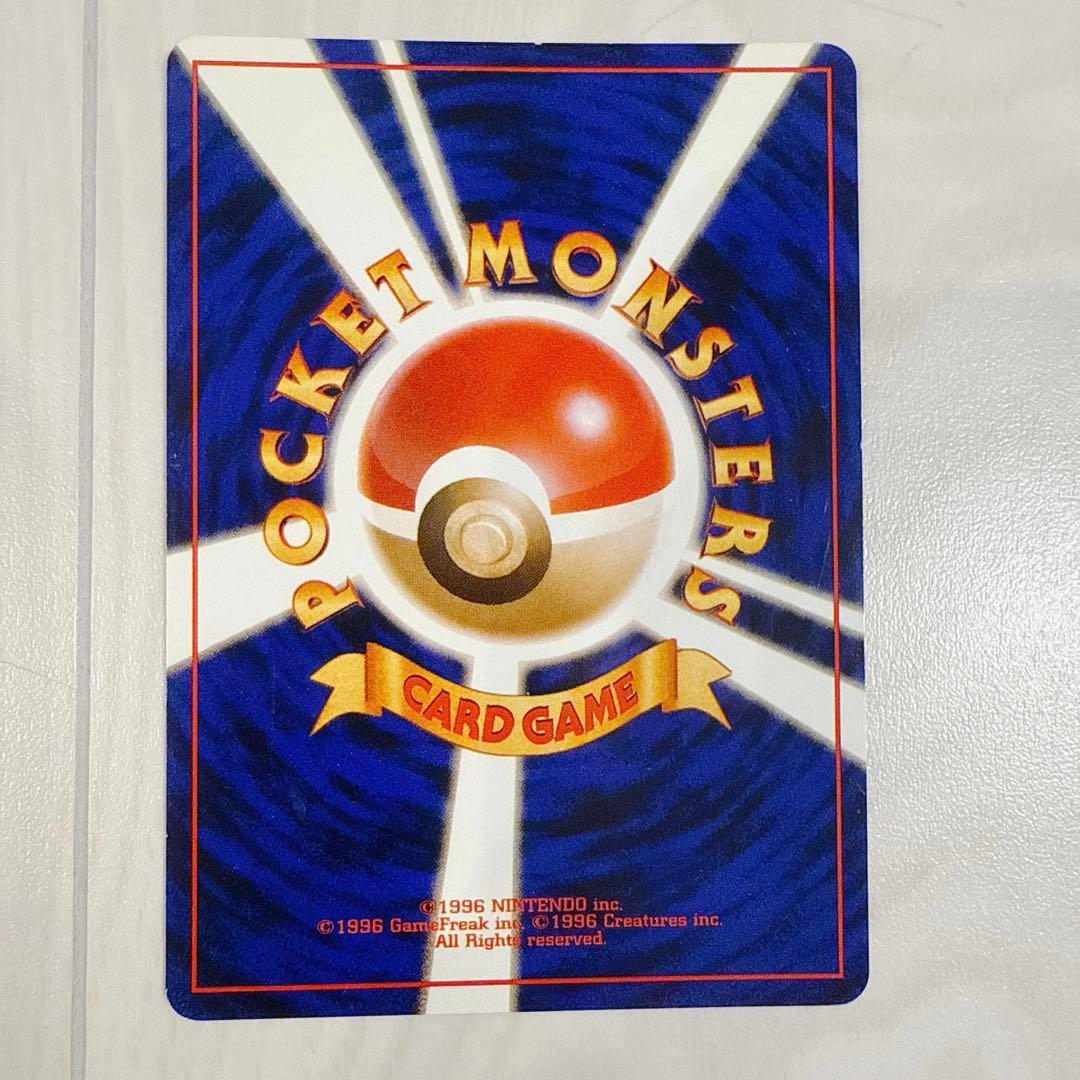 POCKET MONSTERS
CARD GAME
©1996 NINTENDO inc.
©1996 GameFreak inc. ©1996 Creatures inc.
All Rights reserved.